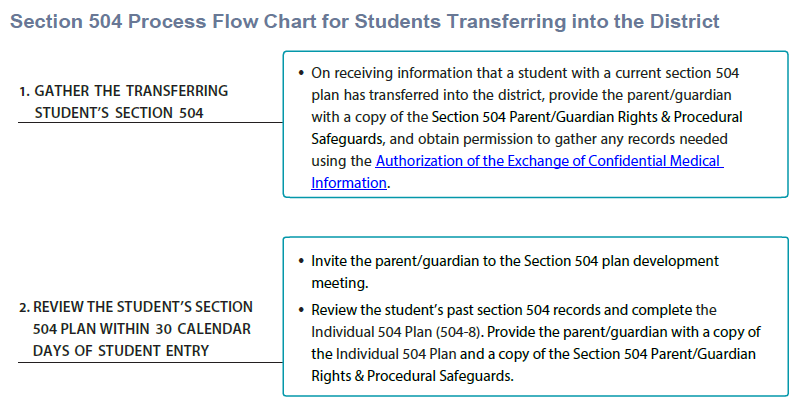 Section 504 Process Flow Chart for Students Transferring into the District
1. GATHER THE TRANSFERRING
STUDENT'S SECTION 504
• On receiving information that a student with a current section 504
plan has transferred into the district, provide the parent/guardian
with a copy of the Section 504 Parent/Guardian Rights & Procedural
Safeguards, and obtain permission to gather any records needed
using the Authorization of the Exchange of Confidential Medical
Information.
2. REVIEW THE STUDENT'S SECTION
504 PLAN WITHIN 30 CALENDAR
DAYS OF STUDENT ENTRY
• Invite the parent/guardian to the Section 504 plan development
meeting.
• Review the student's past section 504 records and complete the
Individual 504 Plan (504-8). Provide the parent/guardian with a copy of
the Individual 504 Plan and a copy of the Section 504 Parent/Guardian
Rights & Procedural Safeguards.